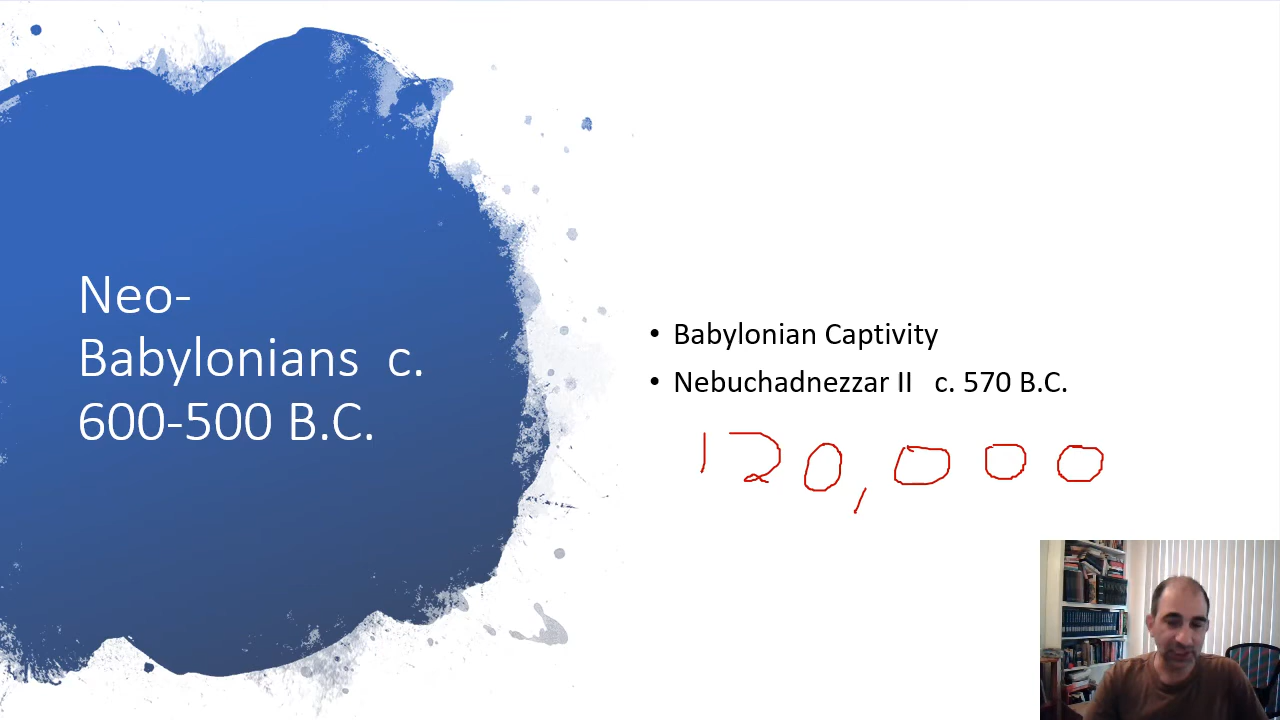 Neo-
Babylonians c.
600-500 B.C.
• Babylonian Captivity
• Nebuchadnezzar II c. 570 B.C.
120,000